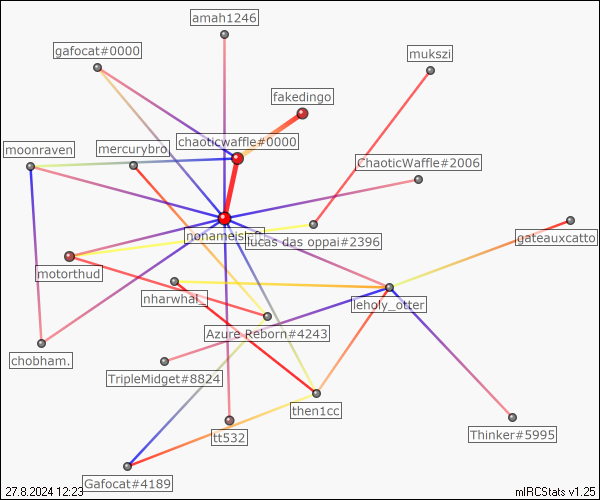 amah1246
gafocat#0000
mukszi
fakedingo
chaoticwaffle#0000
moonraven
mercurybro
ChaoticWaffle#2006
lucas das oppai#2396
gateauxcatto
motorthud
nharwhal_
leholy_otter
Azure Reborn#4243
chobham.
TripleMidget#8824
then1cc
tt532
Thinker#5995
Gafocat#4189
27.8.2024 12:23
mIRCStats v1.25